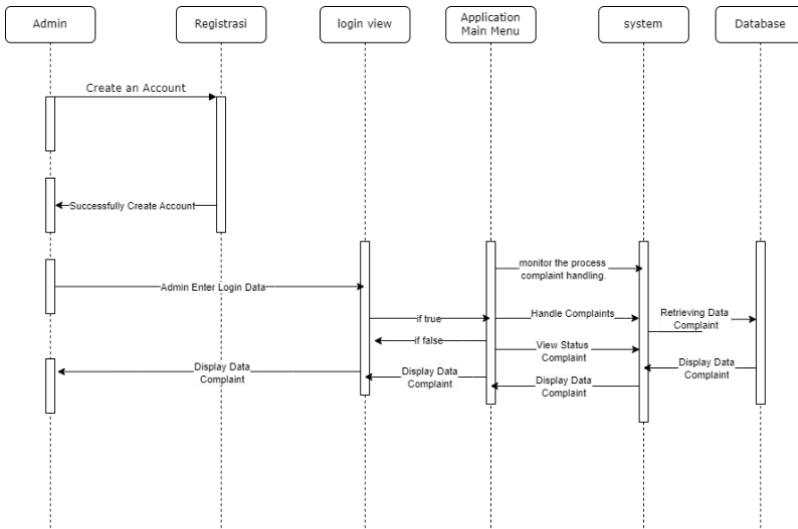 Admin
Registrasi
login view
Application
Main Menu
system
Database
Create an Account
Successfully Create Account
monitor the process
complaint handling.
Admin Enter Login Data
if true
Handle Complaints
Retrieving Data
Complaint
if false
View Status
Complaint
Display Data
Complaint
Display Data
Complaint
Display Data
Complaint
Display Data
Complaint